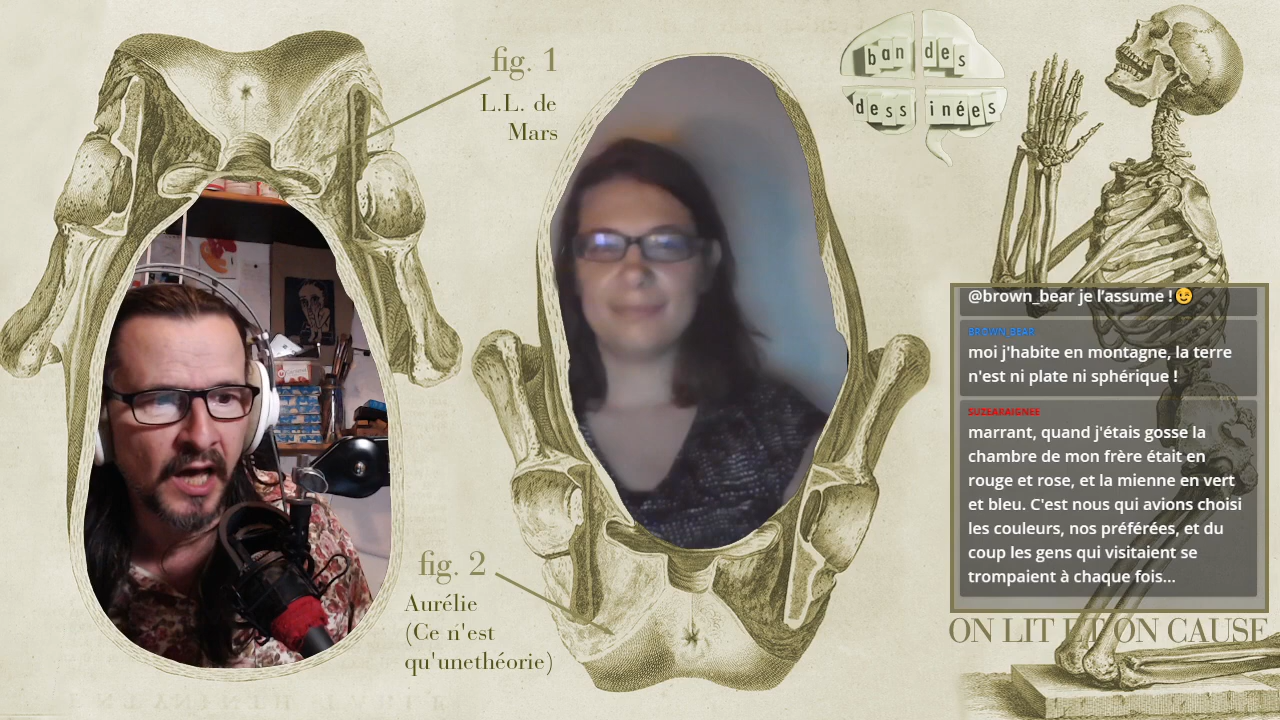 fig. 1
L.L. de
Mars
ban des
dess inées
@brown_bear je l'assume !😉
BROWN BEAR
moi j'habite en montagne, la terre
n'est ni plate ni sphérique !
SUZEARAIGNEE
marrant, quand j'étais gosse la
chambre de mon frère était en
rouge et rose, et la mienne en vert
et bleu. C'est nous qui avions choisi
les couleurs, nos préférées, et du
coup les gens qui visitaient se
trompaient à chaque fois...
fig. 2
Aurélie
(Ce n'est
qu'unethéorie)
ON LIT ET ON CAUSE